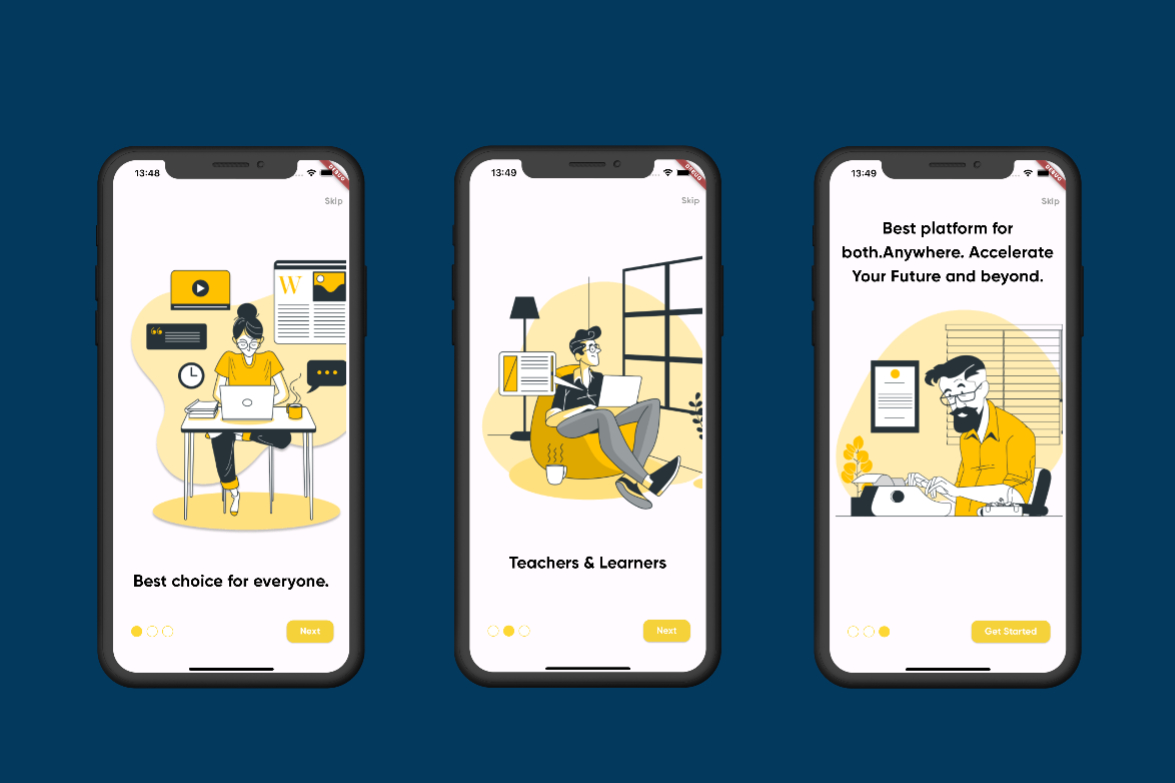 13:48
DEBUG
Skip
W
Best choice for everyone.
Next
13:49
DEBUG
Skip
Teachers & Learners
Next
13:49
DEBUG
Skip
Best platform for
both.Anywhere. Accelerate
Your Future and beyond.
Get Started